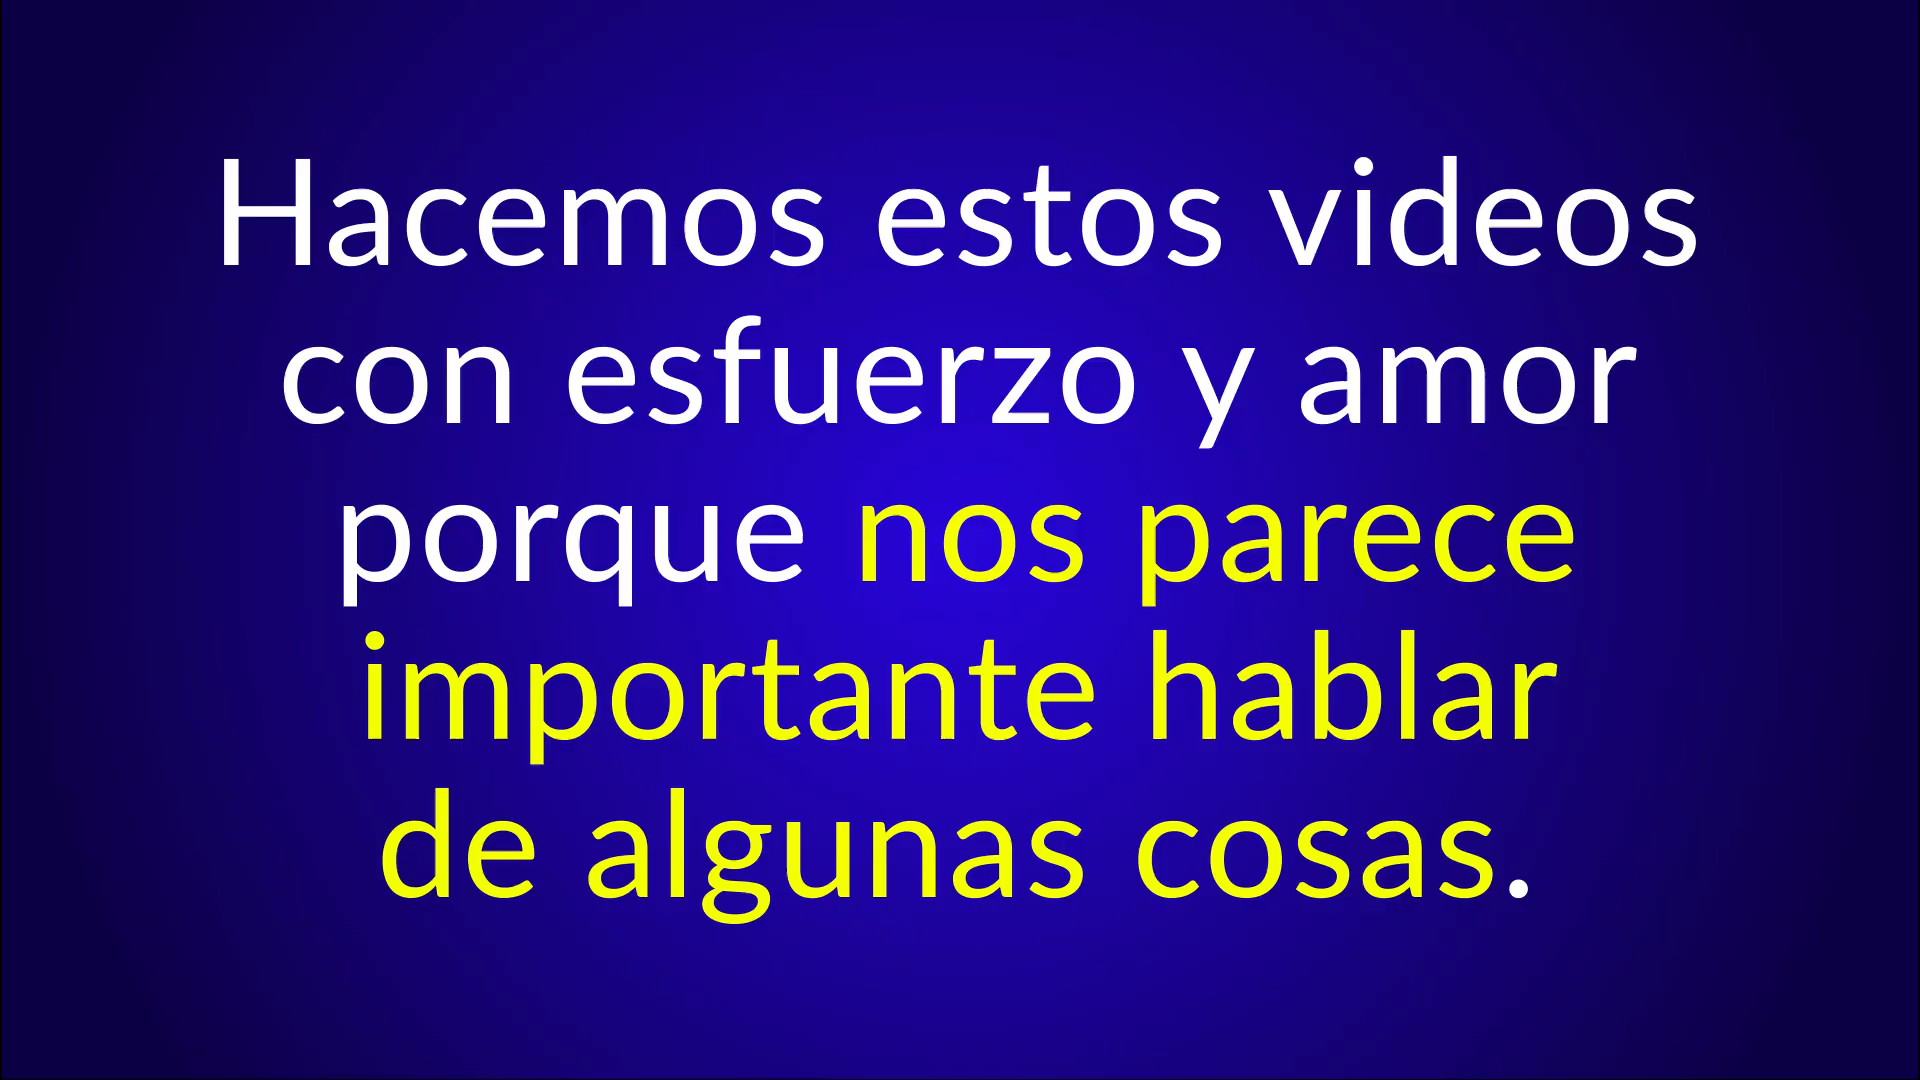 Hacemos estos videos
con esfuerzo y amor
porque nos parece
importante hablar
de algunas cosas.